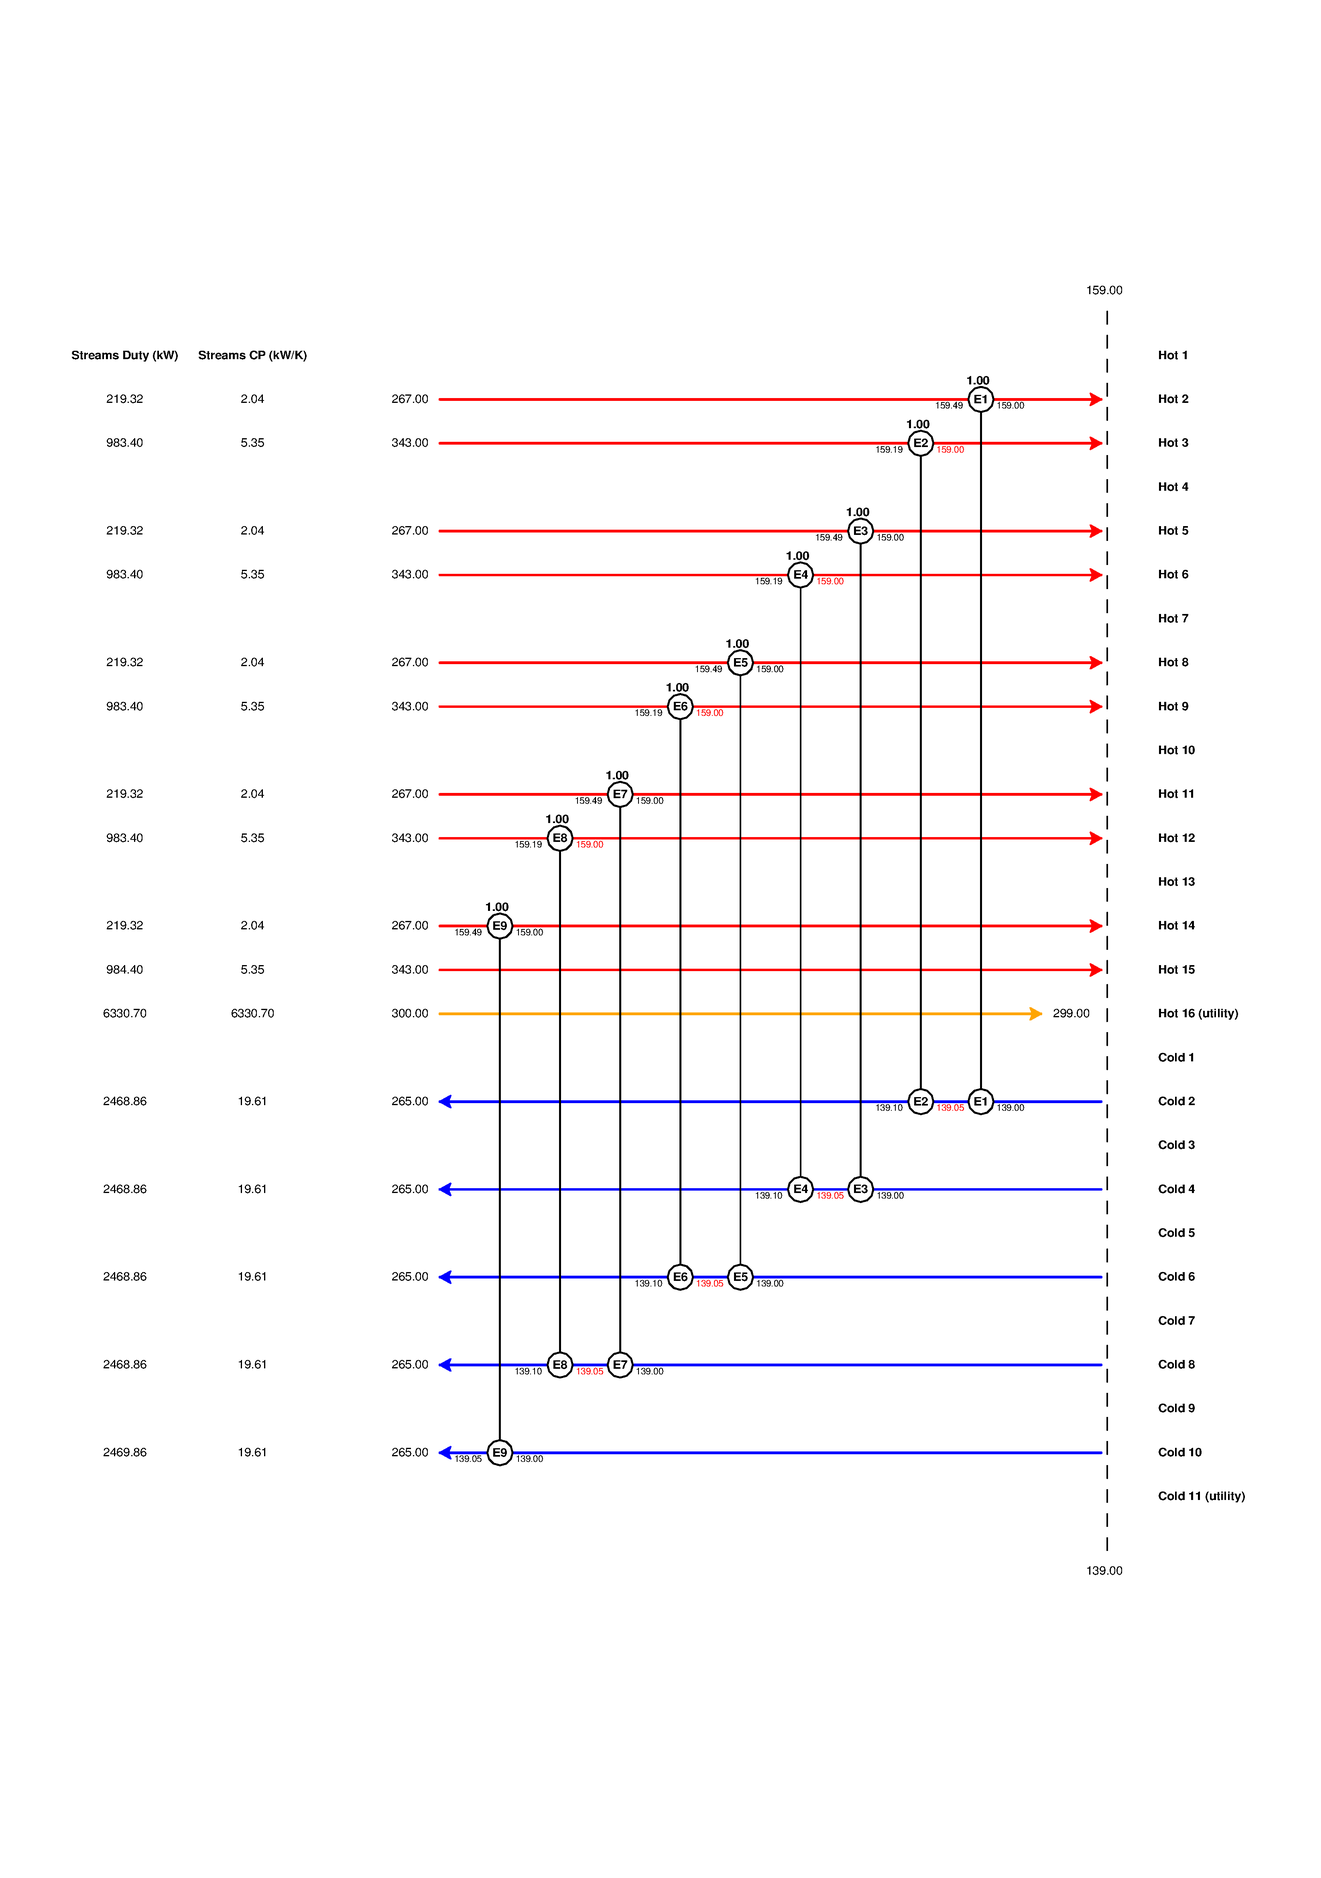 159.00
Streams Duty (kW) Streams CP (kW/K) Hot 1
1.00
219.32 2.04 267.00 159.49 E1 159.00 Hot 2
1.00
983.40 5.35 343.00 159.19 E2 159.00 Hot 3
Hot 4
1.00
219.32 2.04 267.00 159.49 E3 159.00 Hot 5
1.00
983.40 5.35 343.00 159.19 E4 159.00 Hot 6
Hot 7
1.00
219.32 2.04 267.00 159.49 E5 159.00 Hot 8
1.00
983.40 5.35 343.00 159.19 E6 159.00 Hot 9
Hot 10
1.00
219.32 2.04 267.00 159.49 E7 159.00 Hot 11
1.00
983.40 5.35 343.00 159.19 E8 159.00 Hot 12
Hot 13
1.00
219.32 2.04 267.00 159.49 E9 159.00 Hot 14
984.40 5.35 343.00 Hot 15
6330.70 6330.70 300.00 299.00 Hot 16 (utility)
Cold 1
2468.86 19.61 265.00 139.10 E2 139.05 E1 139.00 Cold 2
Cold 3
2468.86 19.61 265.00 139.10 E4 139.05 E3 139.00 Cold 4
Cold 5
2468.86 19.61 265.00 139.10 E6 139.05 E5 139.00 Cold 6
Cold 7
2468.86 19.61 265.00 139.10 E8 139.05 E7 139.00 Cold 8
Cold 9
2469.86 19.61 265.00 139.05 E9 139.00 Cold 10
Cold 11 (utility)
139.00